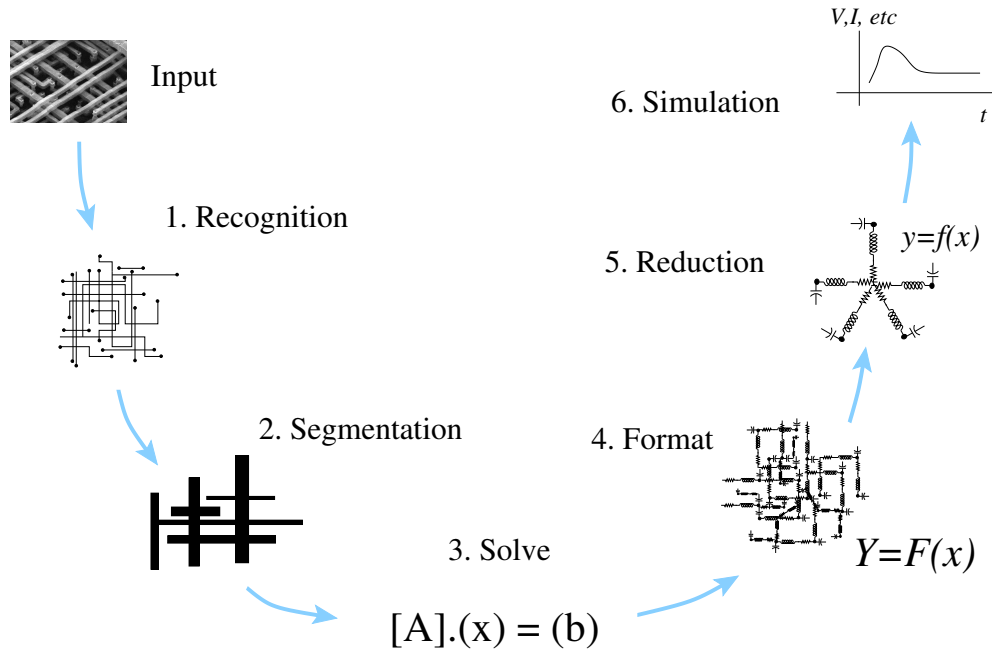 Input
1. Recognition
2. Segmentation
3. Solve
[A].(x) = (b)
4. Format
Y=F(x)
5. Reduction
y=f(x)
6. Simulation
V,I, etc
t